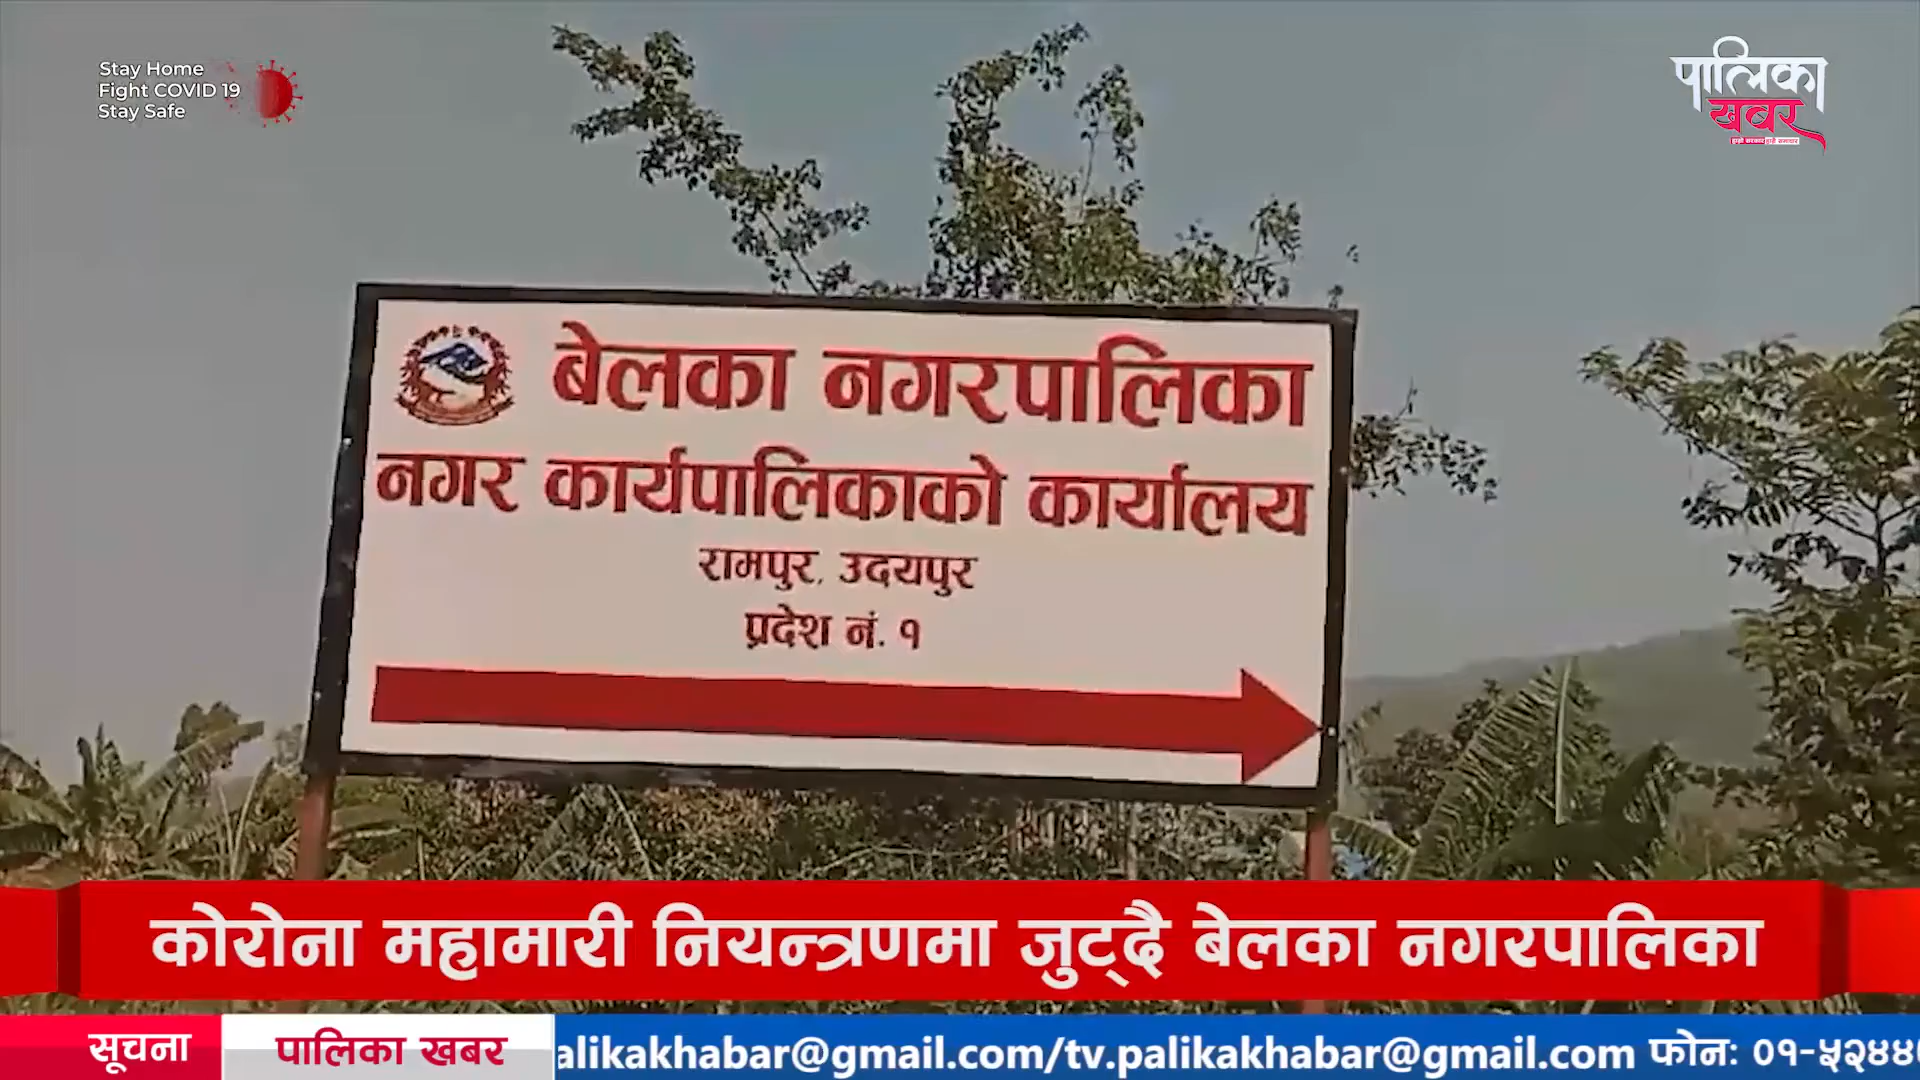 Stay Home
Fight COVID 19
Stay Safe
पालिका
खबर
बेलका नगरपालिका
नगर कार्यपालिकाको कार्यालय
रामपुर, उदयपुर
प्रदेश नं. १
कोरोना महामारी नियन्त्रणमा जुट्दै बेलका नगरपालिका
सूचना
पालिका खबर
alikakhabar@gmail.com/tv.palikakhabar@gmail.com फोनः ०१-५२४४